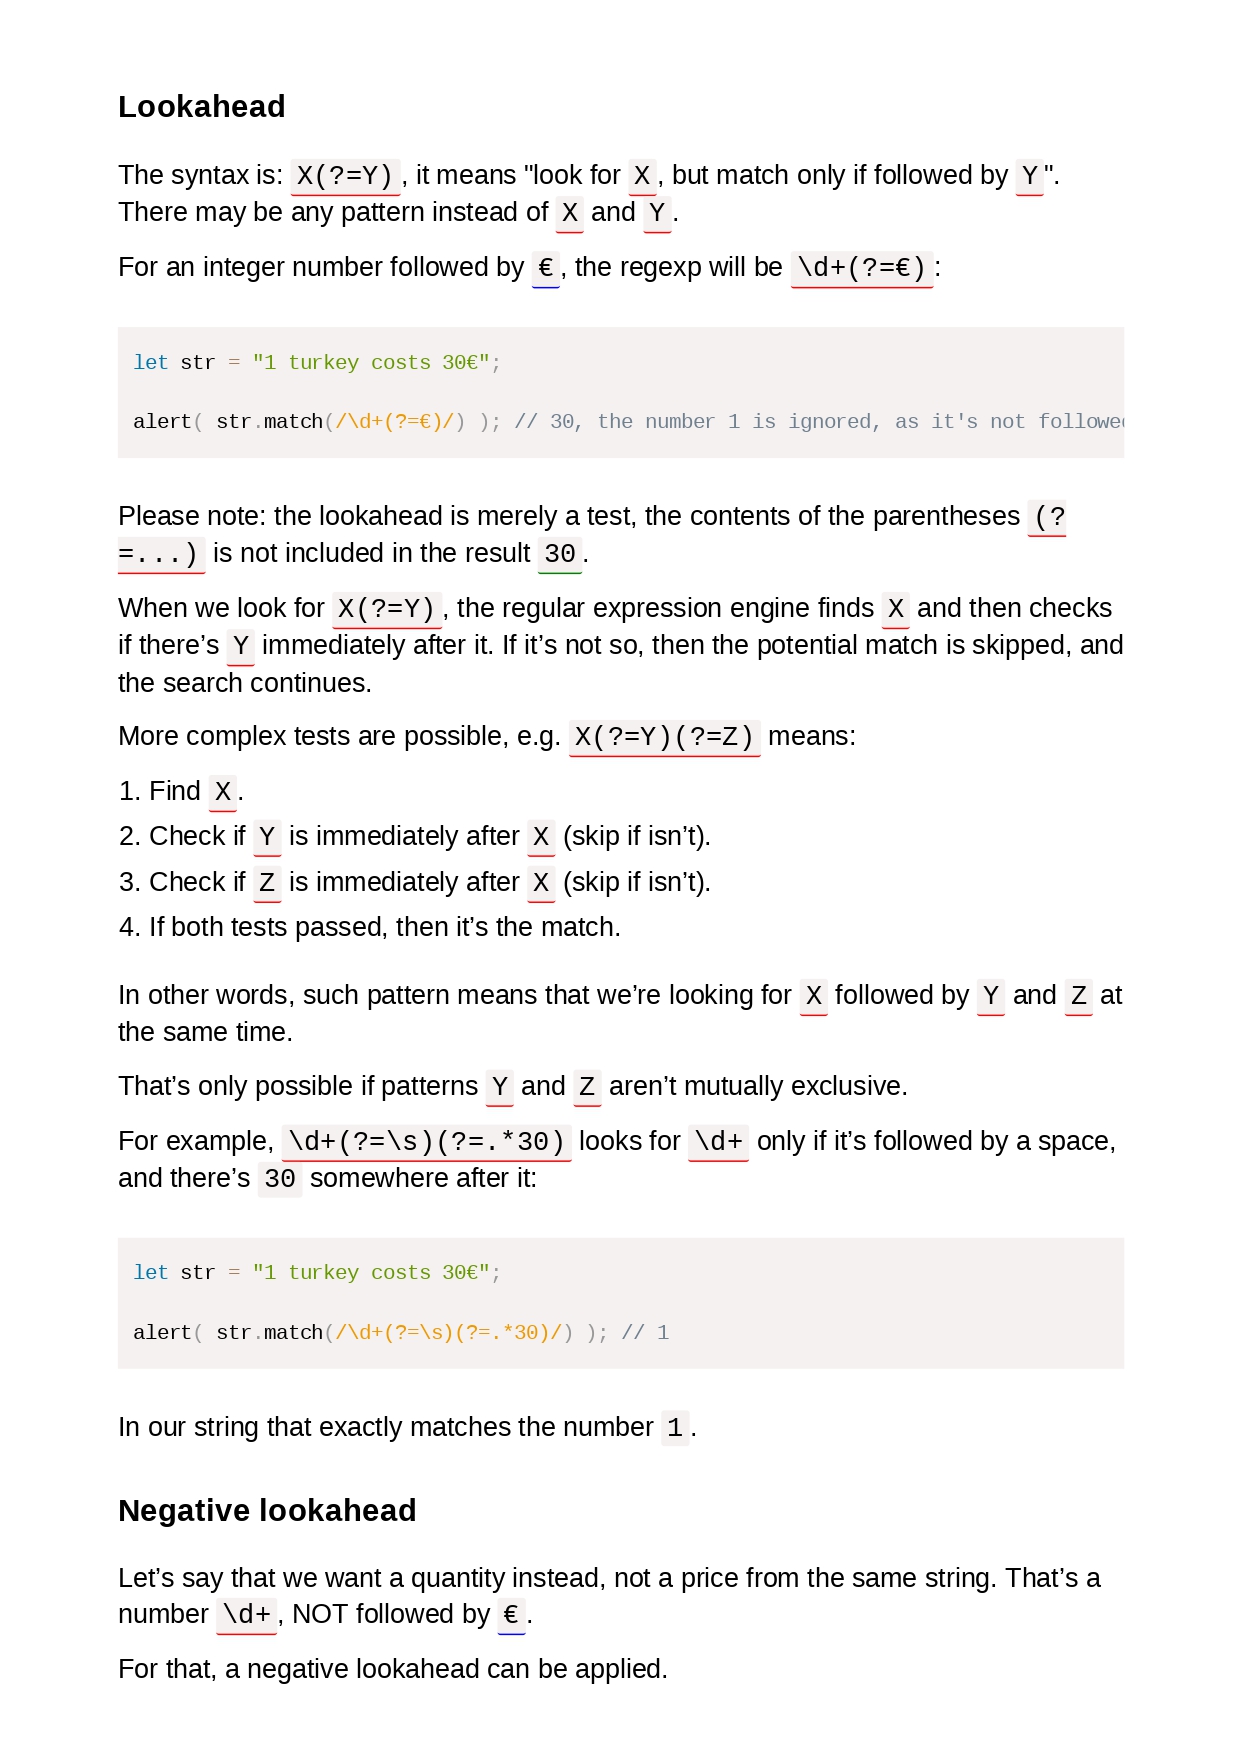 Lookahead
The syntax is: X(?=Y), it means "look for X, but match only if followed by Y".
There may be any pattern instead of X and Y.
For an integer number followed by €, the regexp will be \d+(?=€):
let str = "1 turkey costs 30€";
alert( str.match(/\d+(?=€)/) ); // 30, the number 1 is ignored, as it's not followed
Please note: the lookahead is merely a test, the contents of the parentheses (?
=...) is not included in the result 30.
When we look for X(?=Y), the regular expression engine finds X and then checks
if there’s Y immediately after it. If it’s not so, then the potential match is skipped, and
the search continues.
More complex tests are possible, e.g. X(?=Y)(?=Z) means:
1. Find X.
2. Check if Y is immediately after X (skip if isn’t).
3. Check if Z is immediately after X (skip if isn’t).
4. If both tests passed, then it’s the match.
In other words, such pattern means that we’re looking for X followed by Y and Z at
the same time.
That’s only possible if patterns Y and Z aren’t mutually exclusive.
For example, \d+(?=\s)(?=.*30) looks for \d+ only if it’s followed by a space,
and there’s 30 somewhere after it:
let str = "1 turkey costs 30€";
alert( str.match(/\d+(?=\s)(?=.*30)/) ); // 1
In our string that exactly matches the number 1.
Negative lookahead
Let’s say that we want a quantity instead, not a price from the same string. That’s a
number \d+, NOT followed by €.
For that, a negative lookahead can be applied.